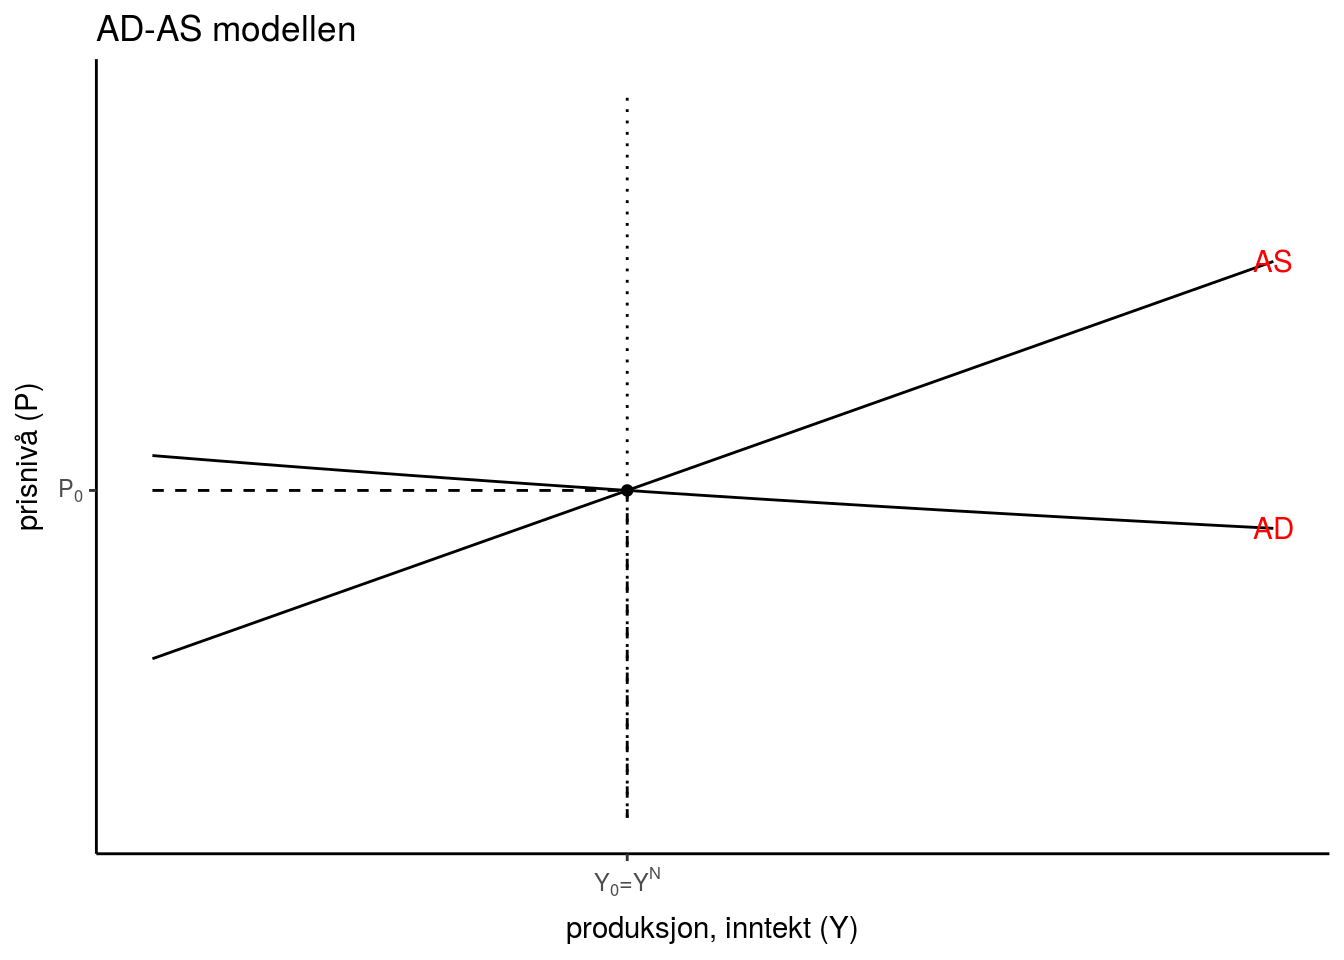 AD-AS modellen
AS
prisnivå (P)
P₀
AD
Y₀=Yᴺ
produksjon, inntekt (Y)